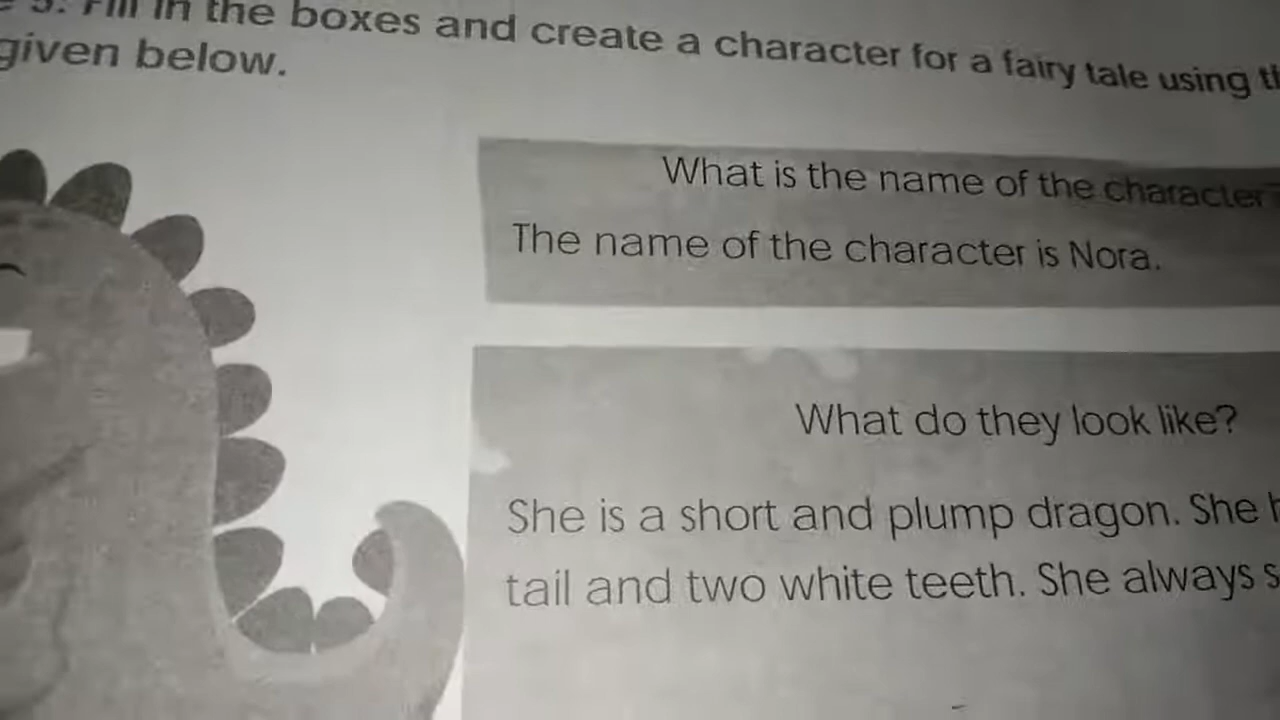 5. Fill in the boxes and create a character for a fairy tale using
given below.
What is the name of the character
The name of the character is Nora.
What do they look like?
She is a short and plump dragon. She
tail and two white teeth. She always